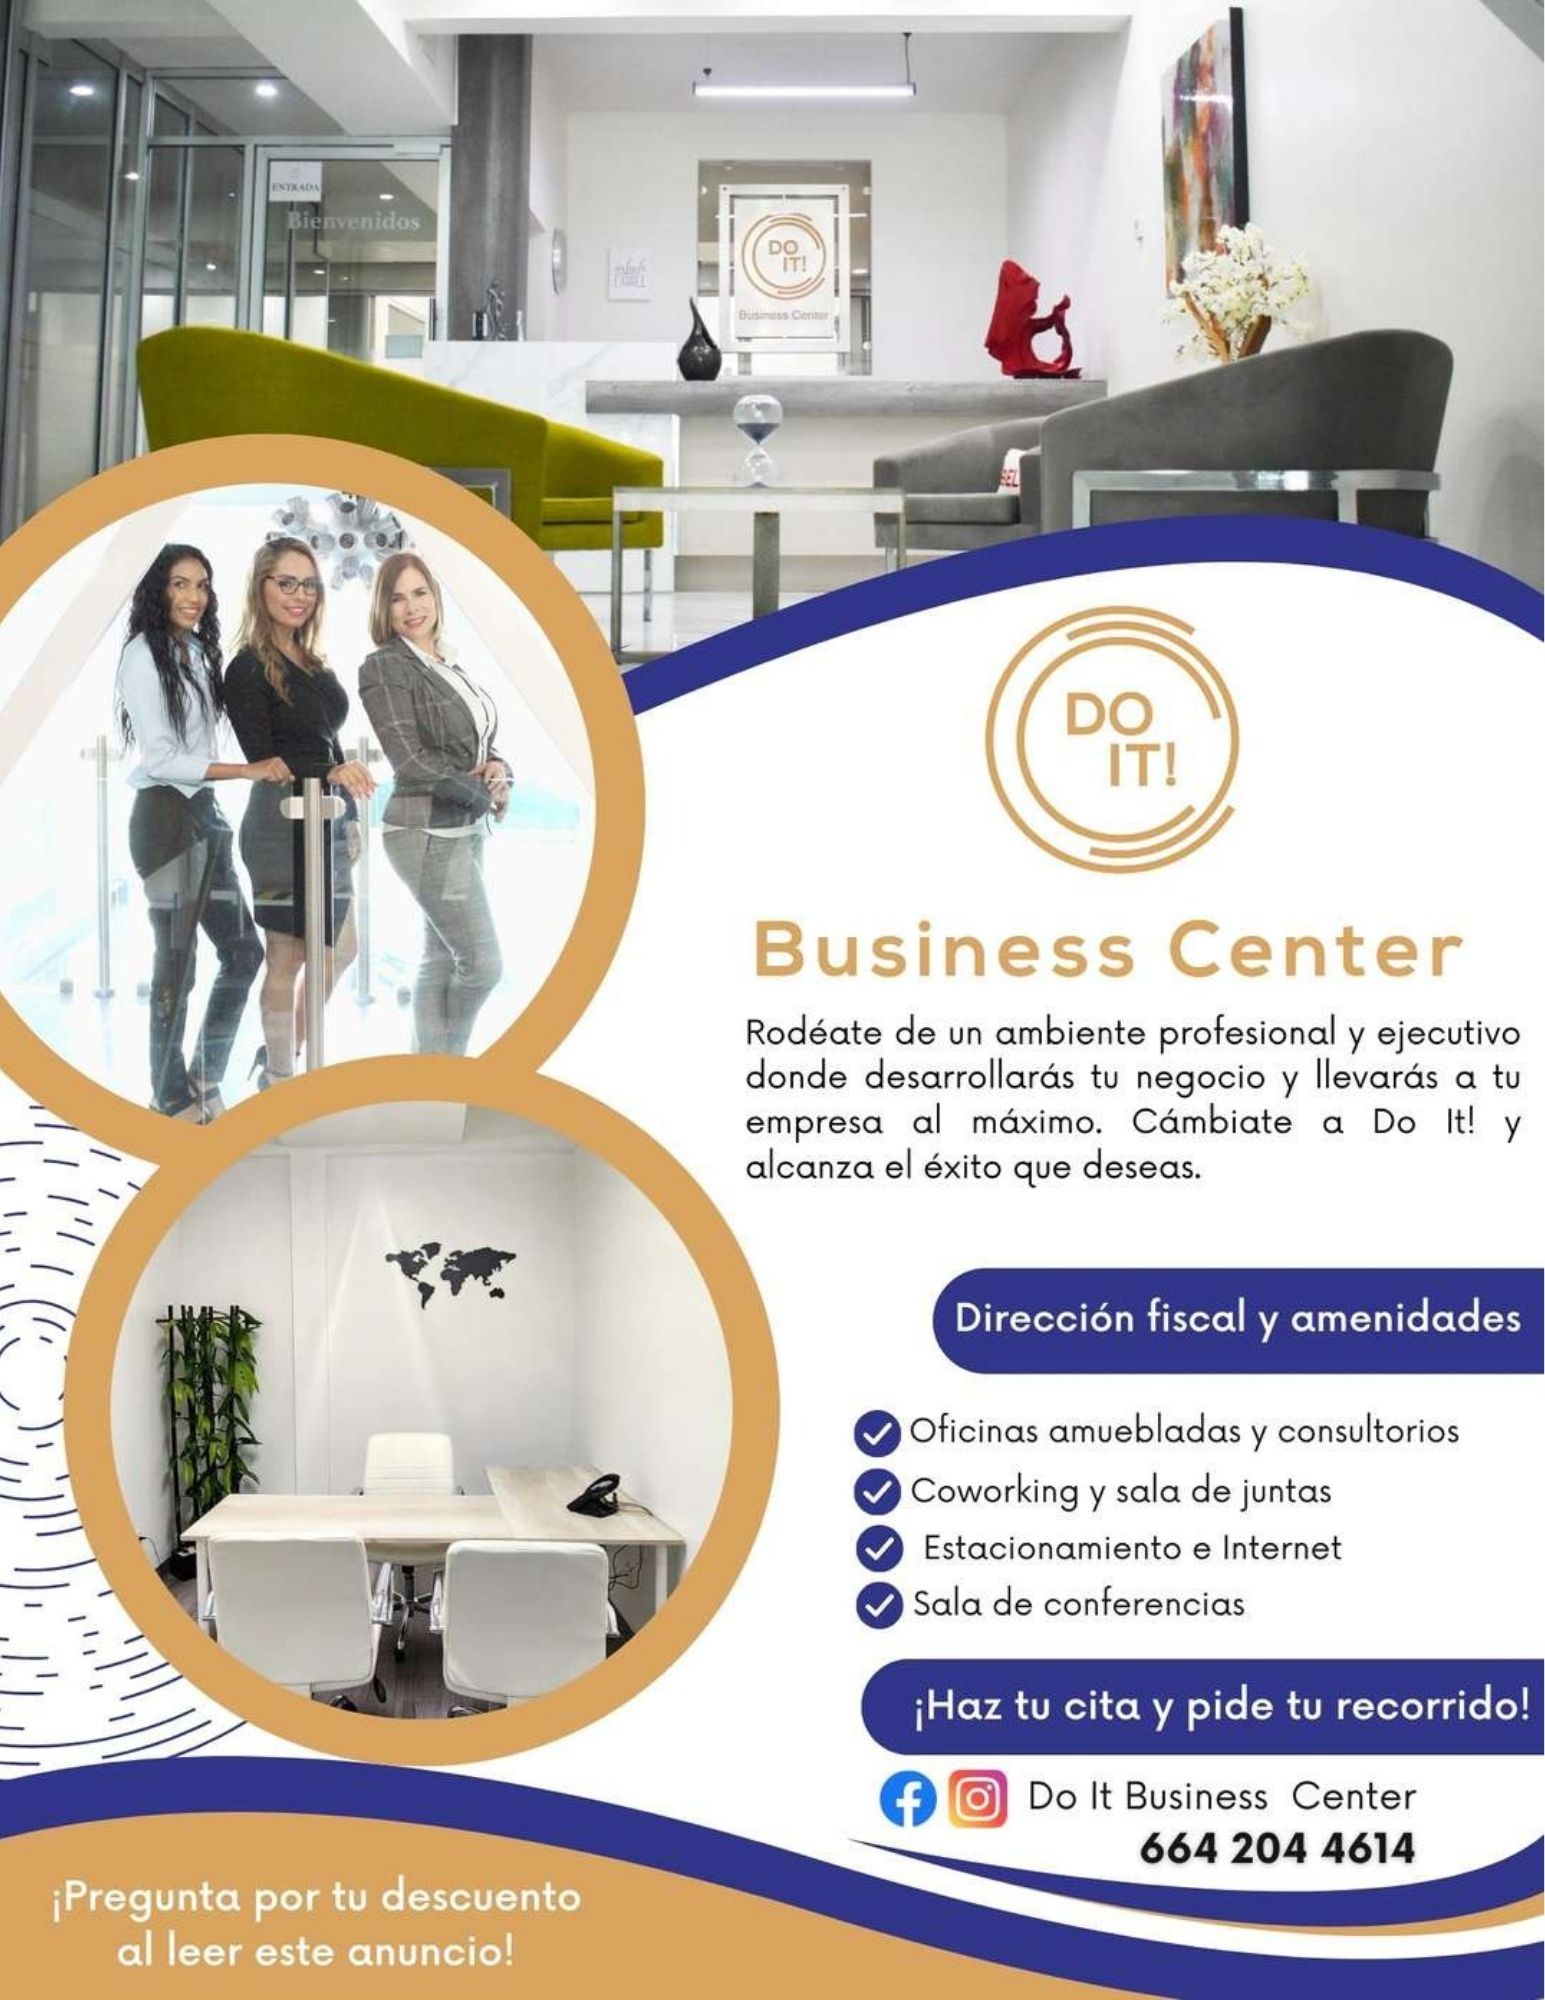 ENTRADA
Bienvenidos
DO
IT!
Business Center
DO
IT!
Business Center
Rodéate de un ambiente profesional y ejecutivo
donde desarrollarás tu negocio y llevarás a tu
empresa al máximo. Cámbiate a Do It! y
alcanza el éxito que deseas.
Dirección fiscal y amenidades
Oficinas amuebladas y consultorios
Coworking y sala de juntas
Estacionamiento e Internet
Sala de conferencias
¡Haz tu cita y pide tu recorrido!
Do It Business Center
664 204 4614
¡Pregunta por tu descuento
al leer este anuncio!